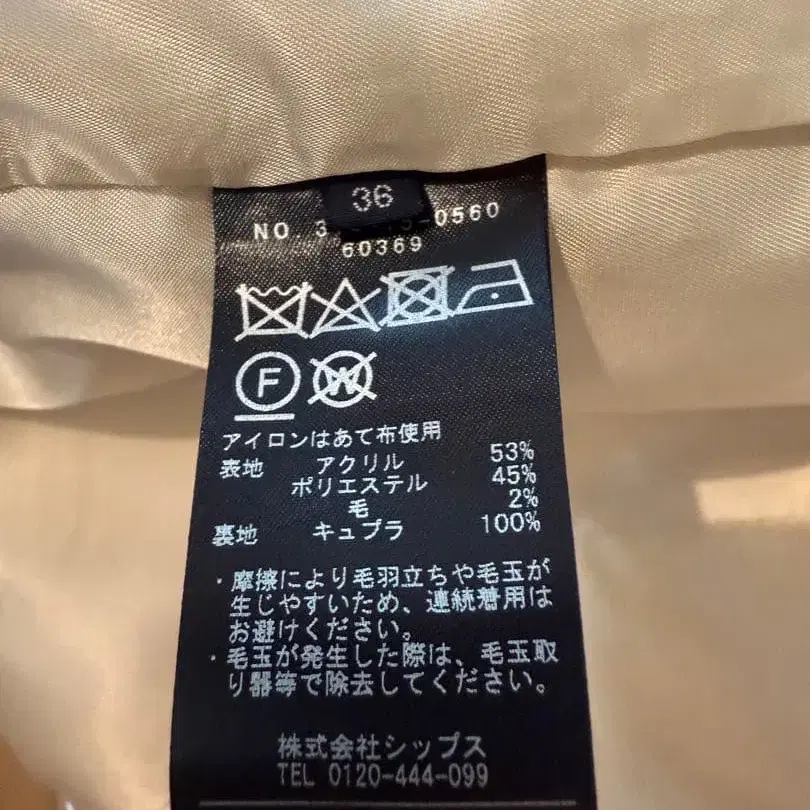 36
NO. 3 -0560
60369
F
W
アイロンはあて布使用
表地 アクリル 53%
ポリエステル 45%
毛 2%
裏地 キュプラ 100%
・摩擦により毛羽立ちや毛玉が
生じやすいため、連続着用は
お避けください。
・毛玉が発生した際は、毛玉取
り器等で除去してください。
株式会社シップス
TEL 0120-444-099